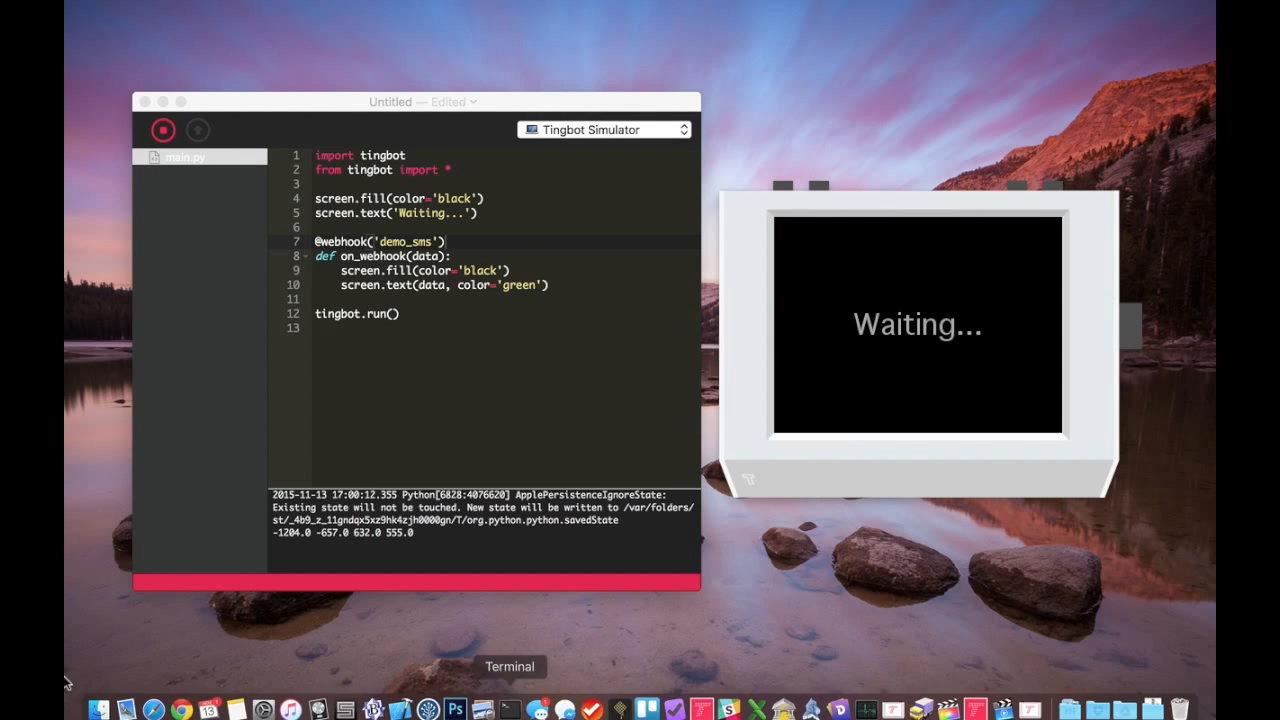 Untitled — Edited
Tingbot Simulator
main.py
1 import tingbot
2 from tingbot import *
3
4 screen.fill(color='black')
5 screen.text('Waiting...')
6
7 @webhook('demo_sms')
8 def on_webhook(data):
9 screen.fill(color='black')
10 screen.text(data, color='green')
11
12 tingbot.run()
13
Waiting...
2015-11-13 17:00:12.355 Python[6828:4076620] ApplePersistenceIgnoreState:
Existing state will not be touched. New state will be written to /var/folders/
st/_4b9_z_11gndqx5xz9hk4zjh0000gn/T/org.python.python.savedState
-1204.0 -657.0 632.0 555.0
Terminal
13
Ps